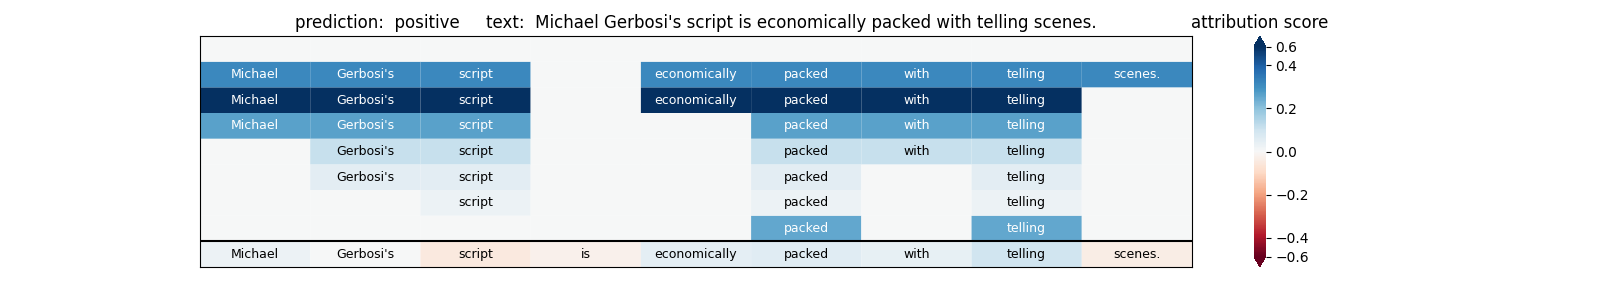 prediction:  positive     text:  Michael Gerbosi's script is economically packed with telling scenes.
attribution score
Michael Gerbosi's script economically packed with telling scenes.
Michael Gerbosi's script economically packed with telling
Michael Gerbosi's script packed with telling
Gerbosi's script packed with telling
Gerbosi's script packed telling
script packed telling
packed telling
Michael Gerbosi's script is economically packed with telling scenes.
0.6
0.4
0.2
0.0
−0.2
−0.4
−0.6